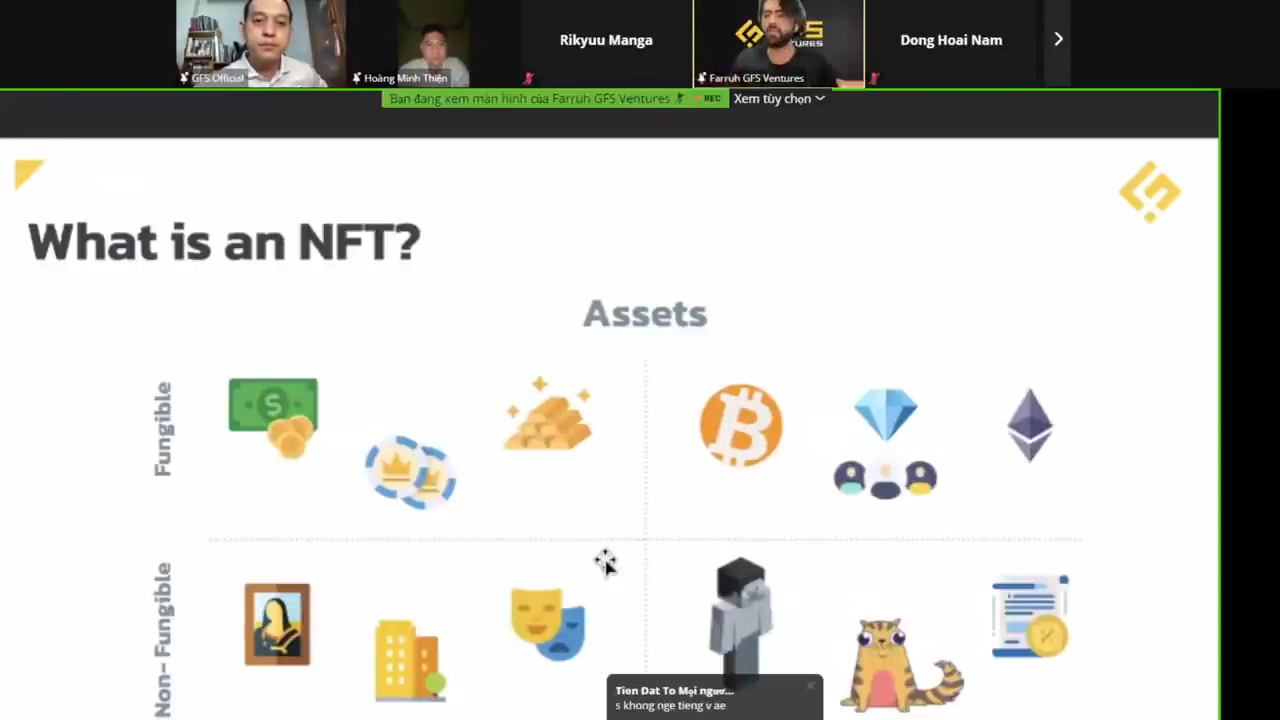 GFS Official
Hoàng Minh Thiện
Rikyuu Manga
Farruh GFS Ventures
Dong Hoai Nam
Bạn đang xem màn hình của Farruh GFS Ventures
REC
Xem tùy chọn
What is an NFT?
Assets
Fungible
Non- Fungible
Tien Dat To Mọi ngườ...
s khong nge tieng v ae